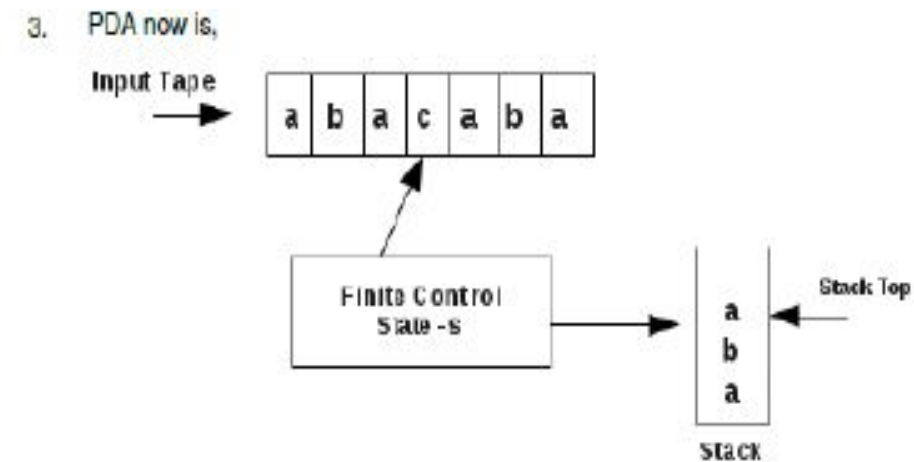 3. PDA now is,
Input Tape
a b a c a b a
Finite Control
State - s
Stack Top
a
b
a
Stack